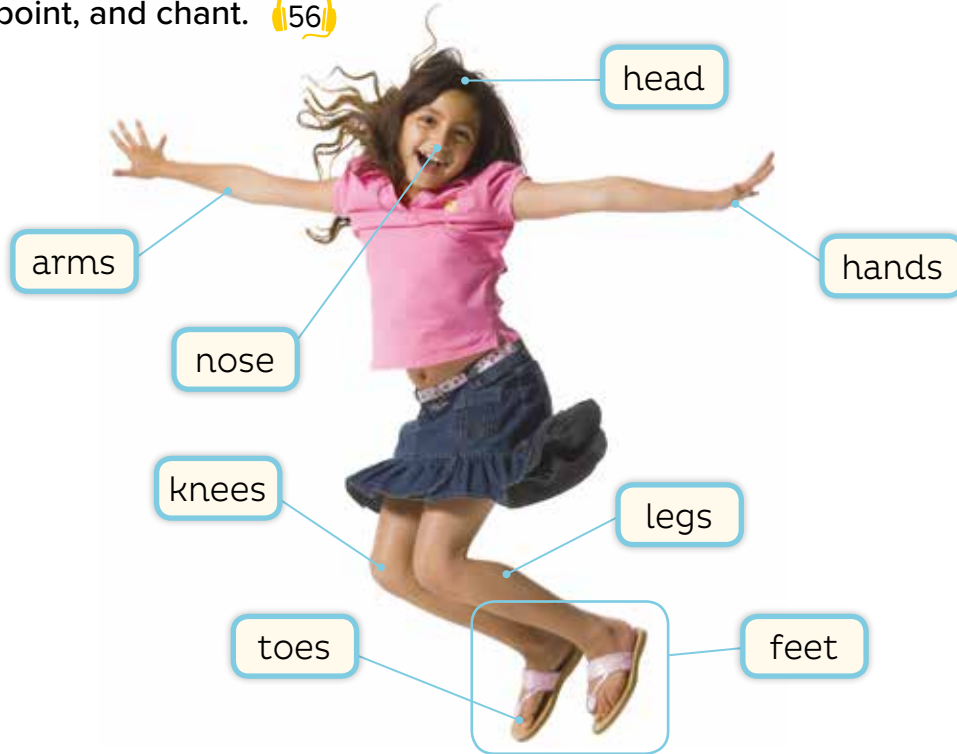 point, and chant. 56
head
arms
hands
nose
knees
legs
toes
feet